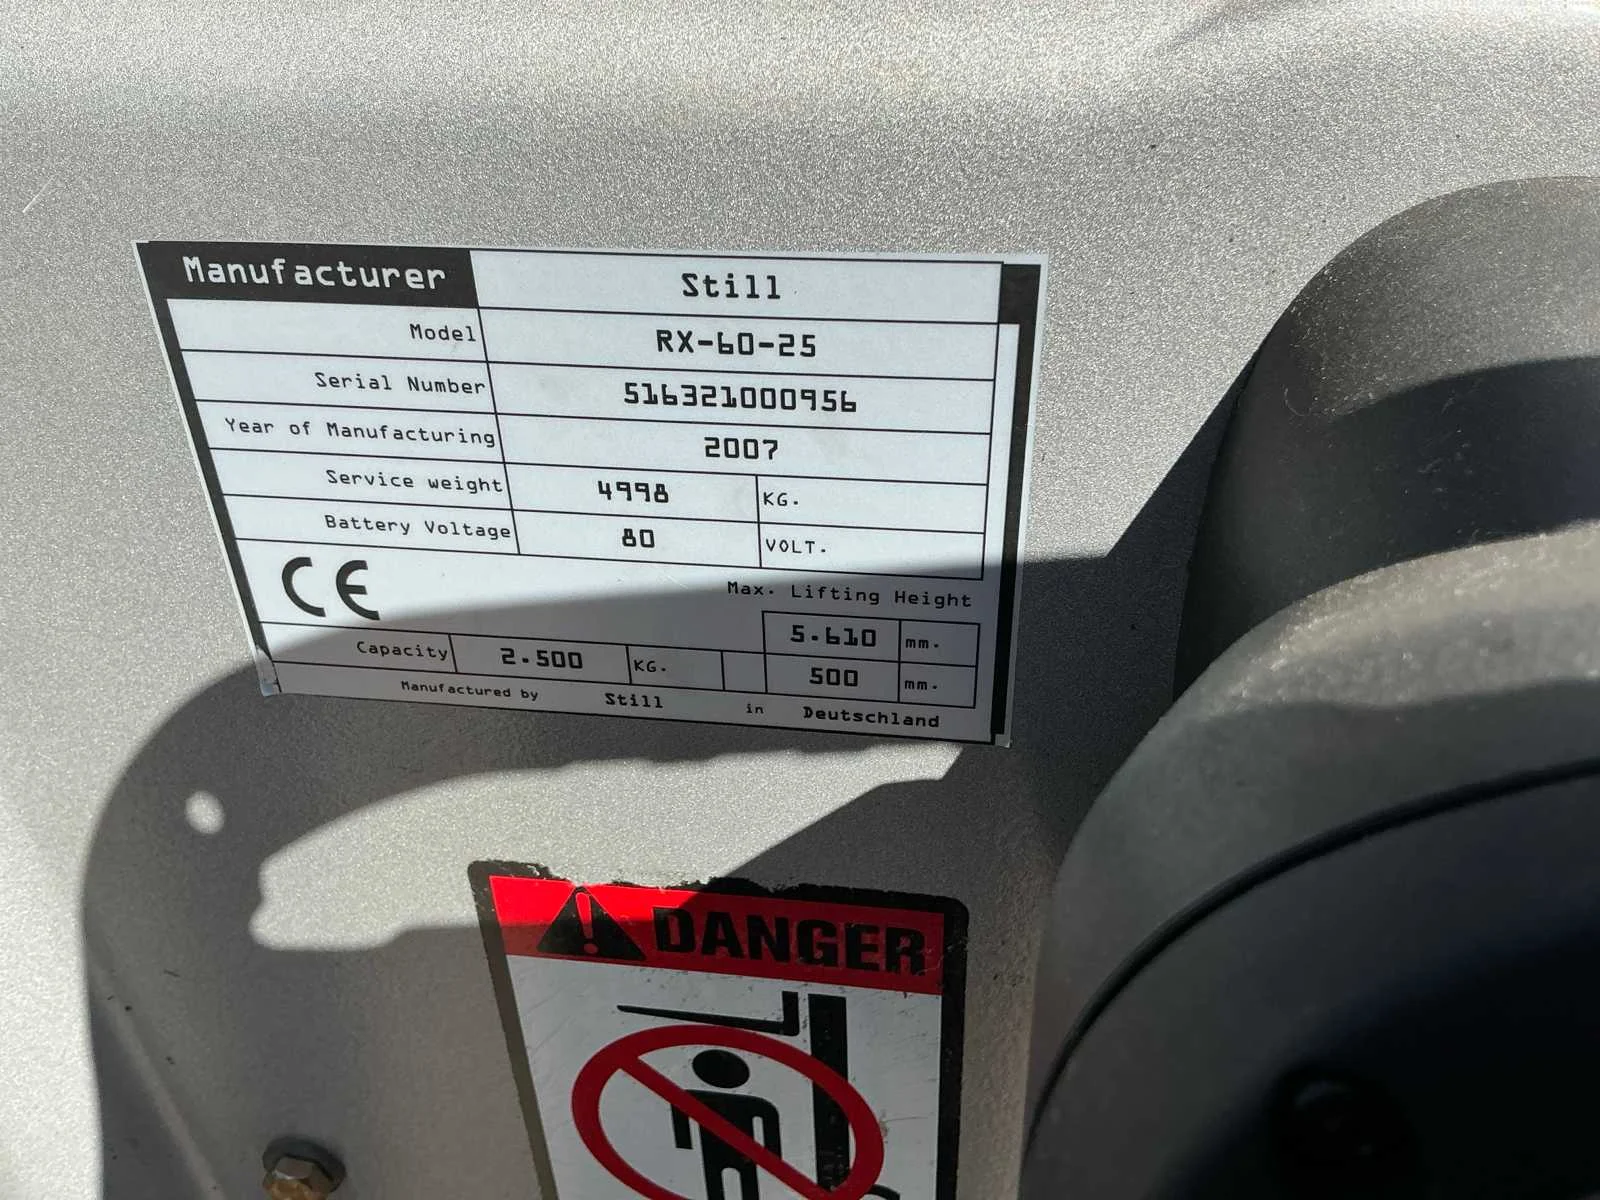 Manufacturer Still
Model RX-60-25
Serial Number 516321000956
Year of Manufacturing 2007
Service weight 4998 KG.
Battery Voltage 80 VOLT.
CE
Max. Lifting Height
5.610 mm.
Capacity 2.500 KG. 500 mm.
Manufactured by Still in Deutschland
DANGER